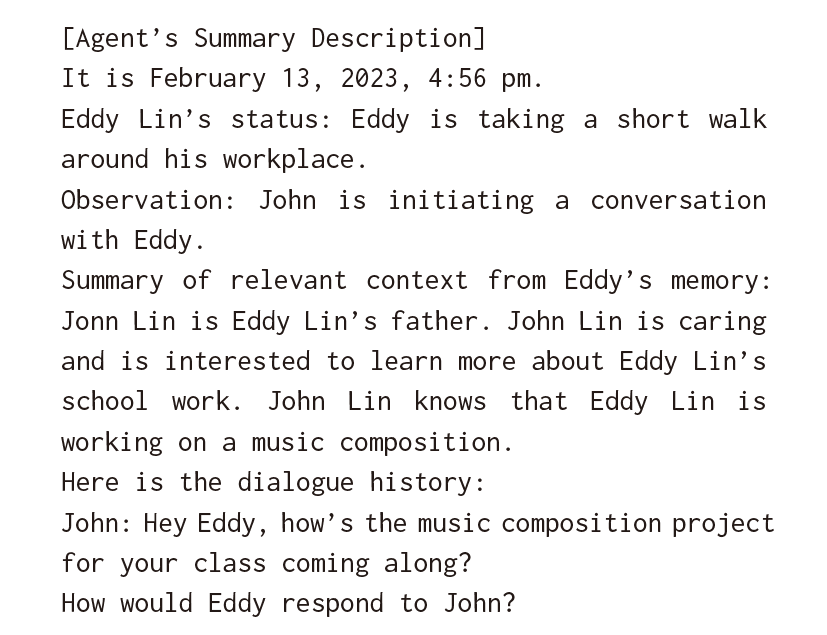 [Agent’s Summary Description]
It is February 13, 2023, 4:56 pm.
Eddy Lin’s status: Eddy is taking a short walk
around his workplace.
Observation: John is initiating a conversation
with Eddy.
Summary of relevant context from Eddy’s memory:
Jonn Lin is Eddy Lin’s father. John Lin is caring
and is interested to learn more about Eddy Lin’s
school work. John Lin knows that Eddy Lin is
working on a music composition.
Here is the dialogue history:
John: Hey Eddy, how’s the music composition project
for your class coming along?
How would Eddy respond to John?